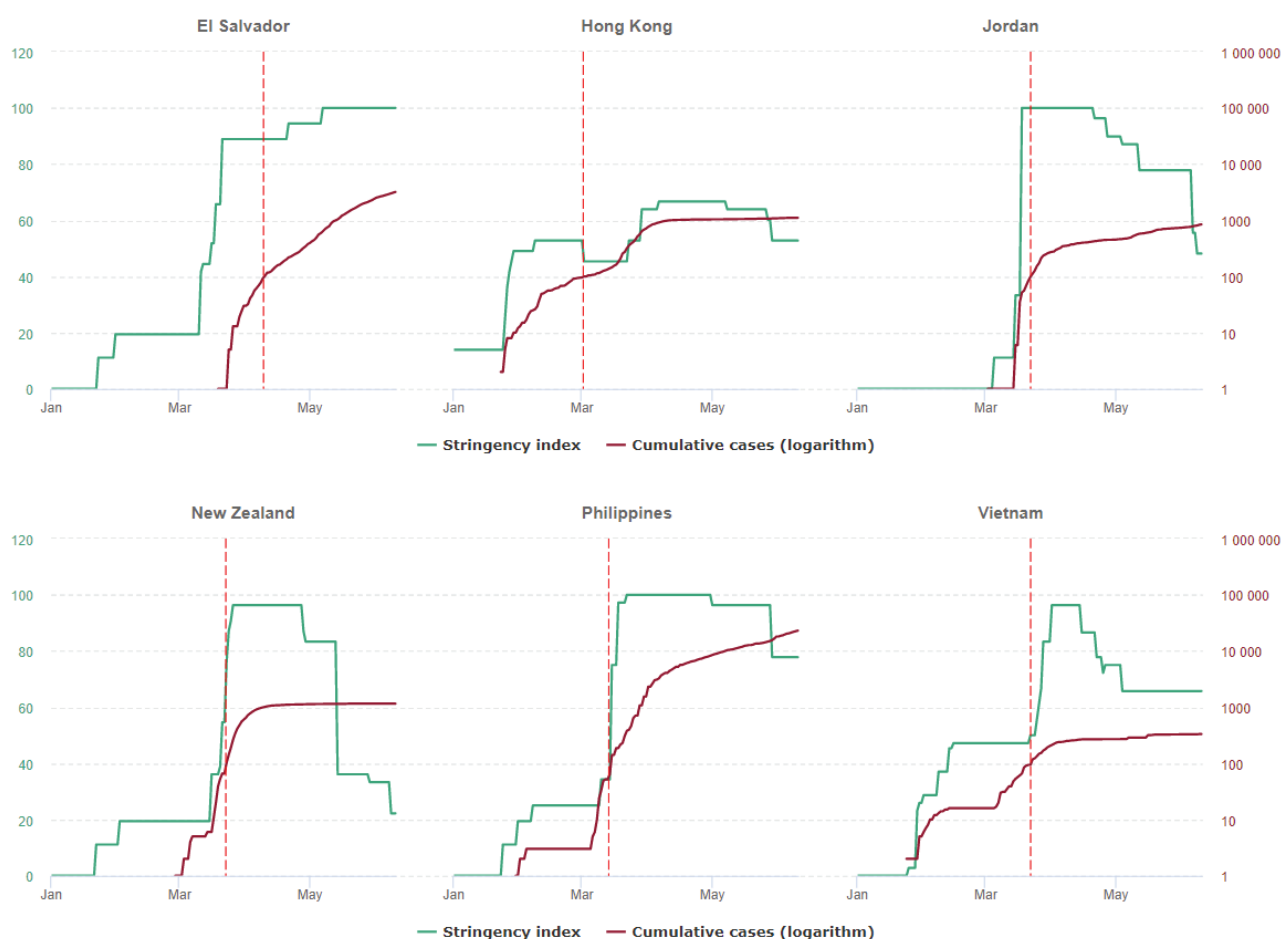 El Salvador Hong Kong Jordan
120 1 000 000
100 100 000
80 10 000
60 1000
40 100
20 10
0 1
Jan Mar May Jan Mar May Jan Mar May
Stringency index Cumulative cases (logarithm)
New Zealand Philippines Vietnam
120 1 000 000
100 100 000
80 10 000
60 1000
40 100
20 10
0 1
Jan Mar May Jan Mar May Jan Mar May
Stringency index Cumulative cases (logarithm)